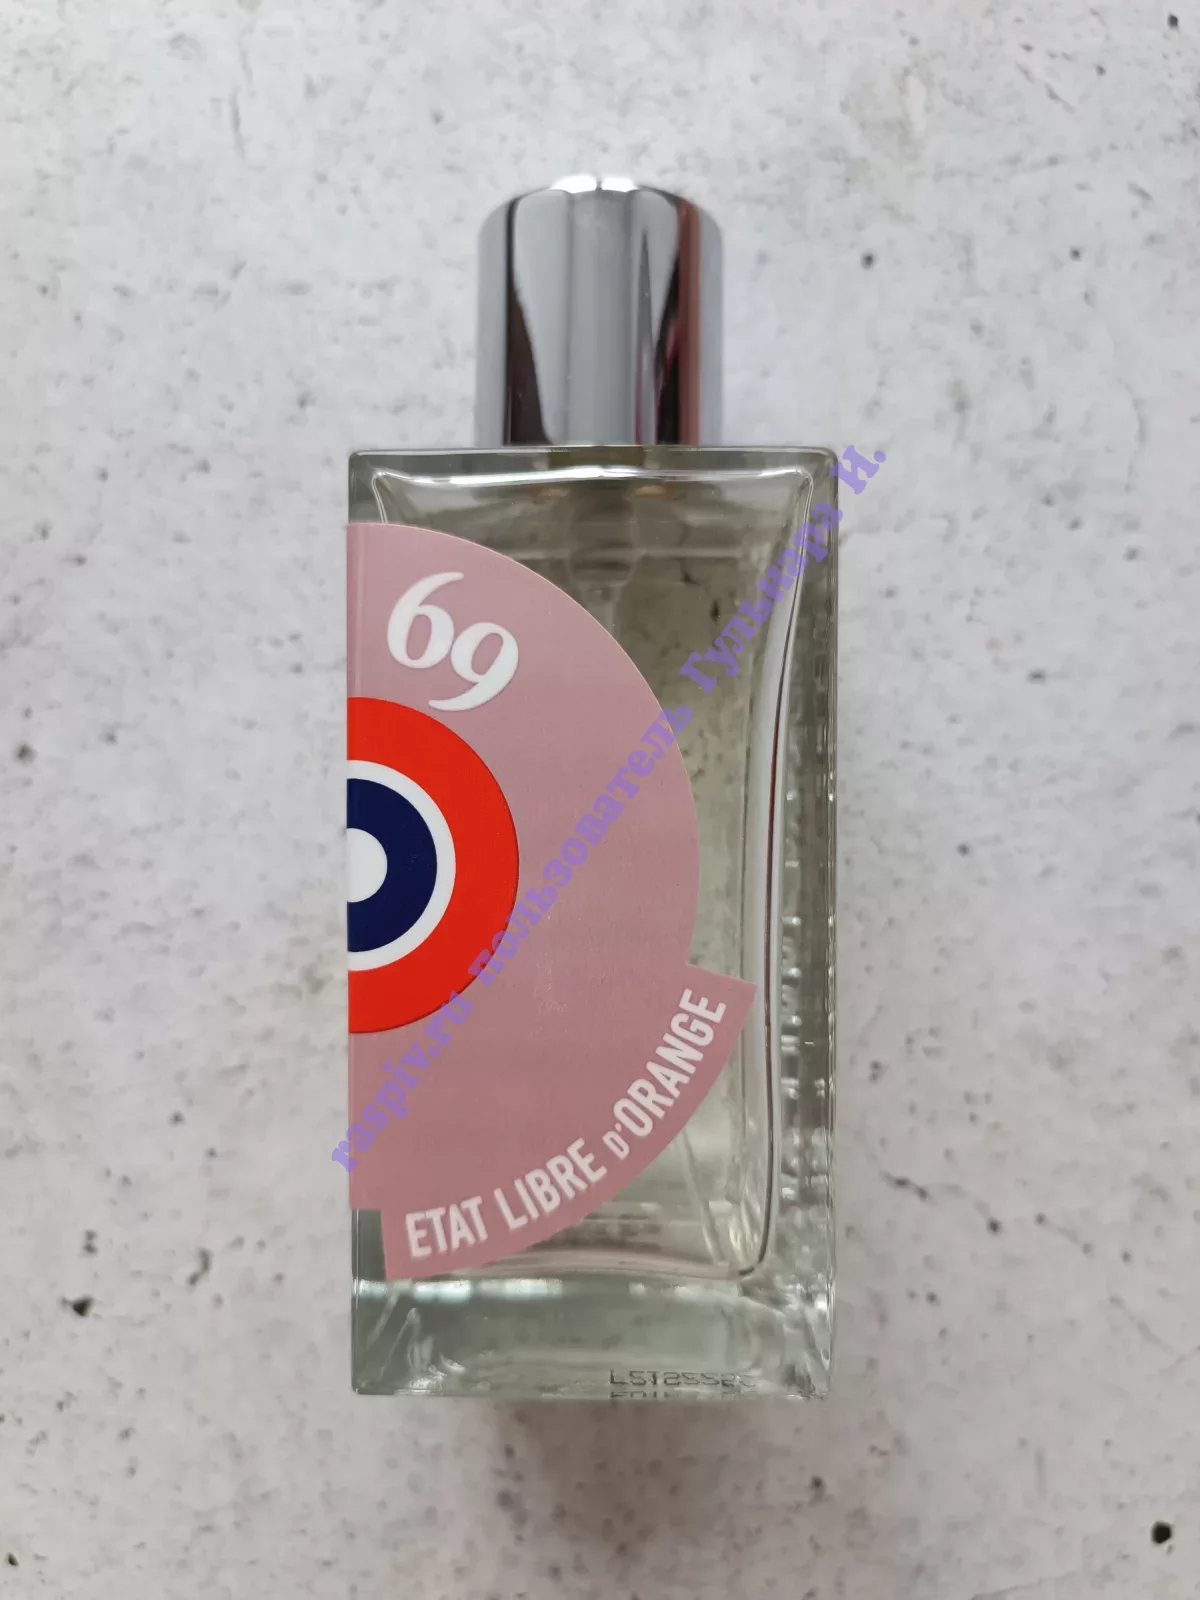 69
ETAT LIBRE D'ORANGE
raspiv.ru пользователь Гульнара И.